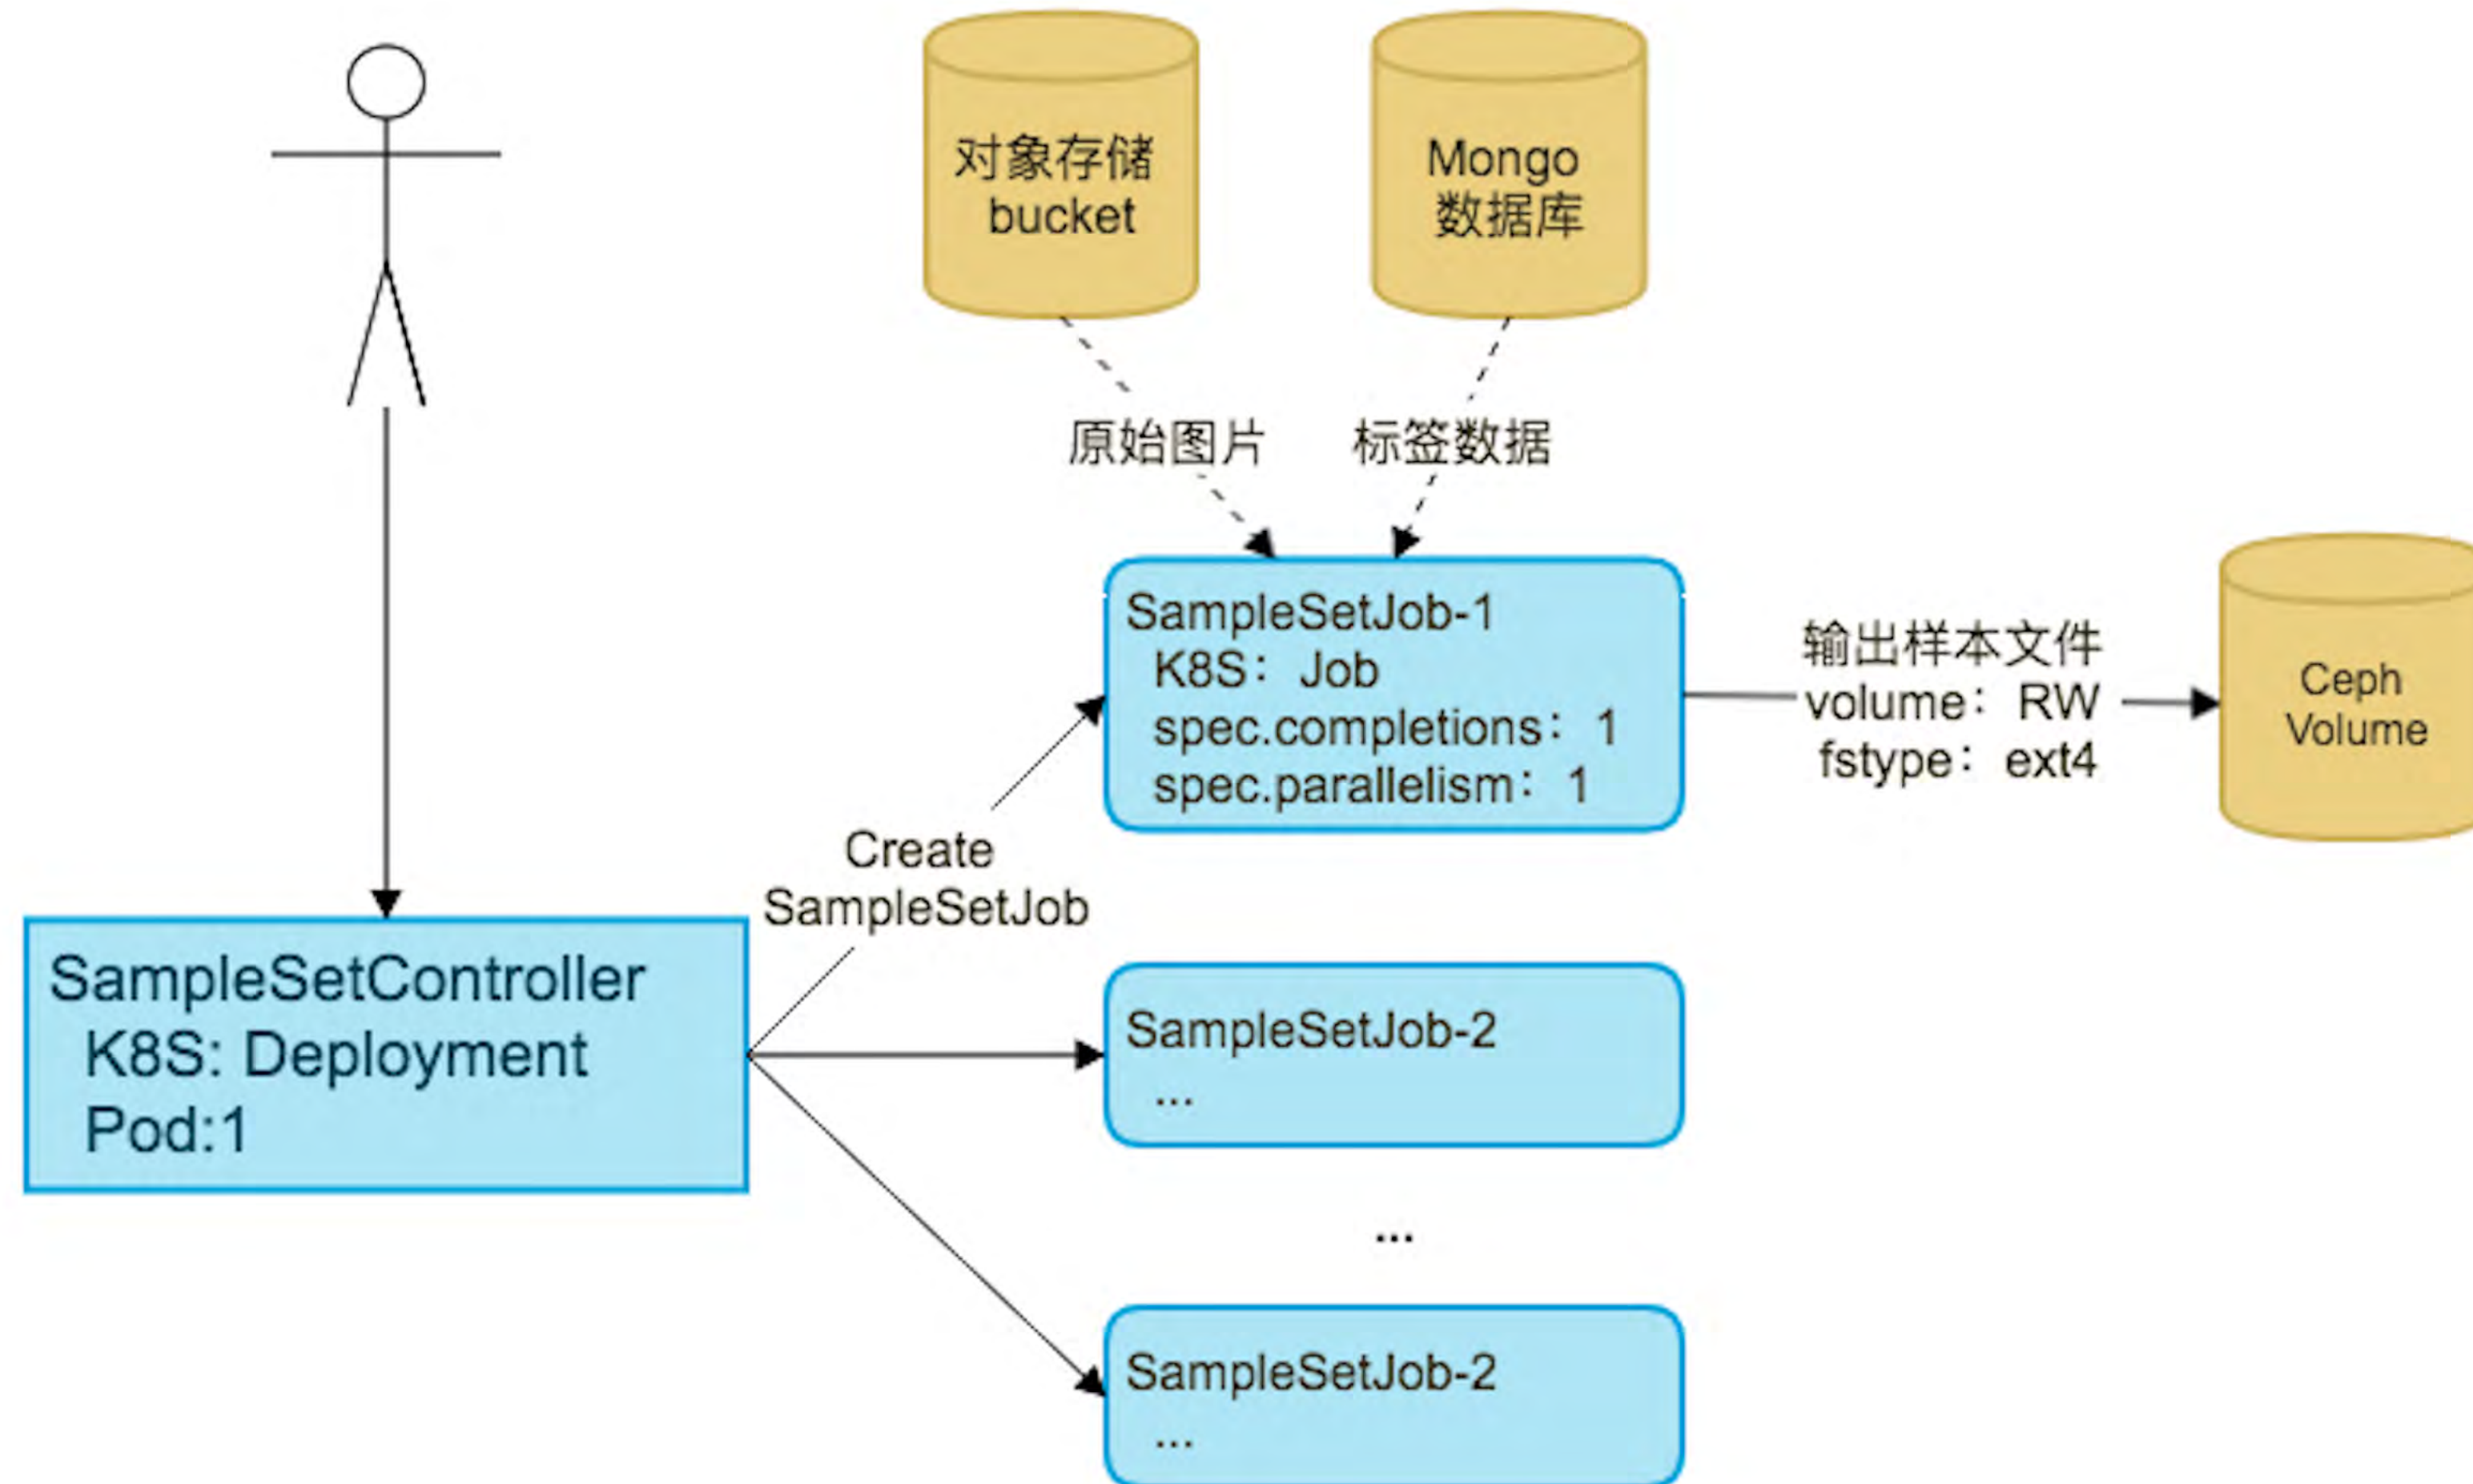 对象存储
bucket
Mongo
数据库
原始图片
标签数据
SampleSetJob-1
K8S：Job
spec.completions：1
spec.parallelism：1
输出样本文件
volume：RW
fstype：ext4
Ceph
Volume
Create
SampleSetJob
SampleSetController
K8S: Deployment
Pod:1
SampleSetJob-2
...
...
SampleSetJob-2
...